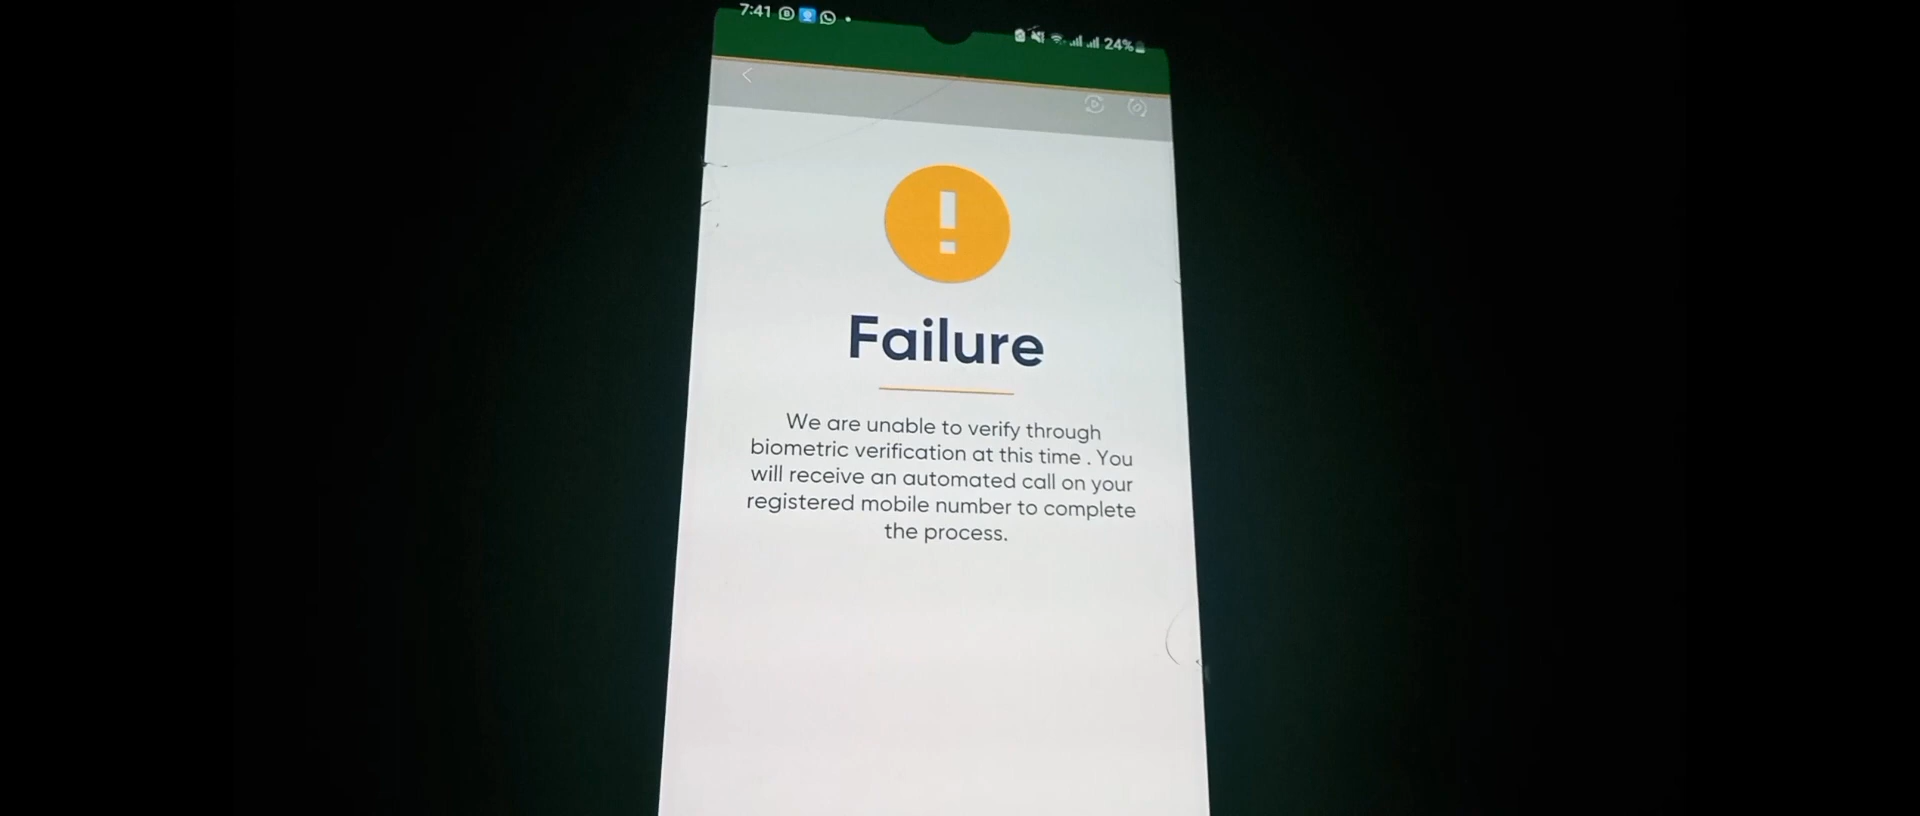 7:41
24%
!
Failure
We are unable to verify through
biometric verification at this time . You
will receive an automated call on your
registered mobile number to complete
the process.